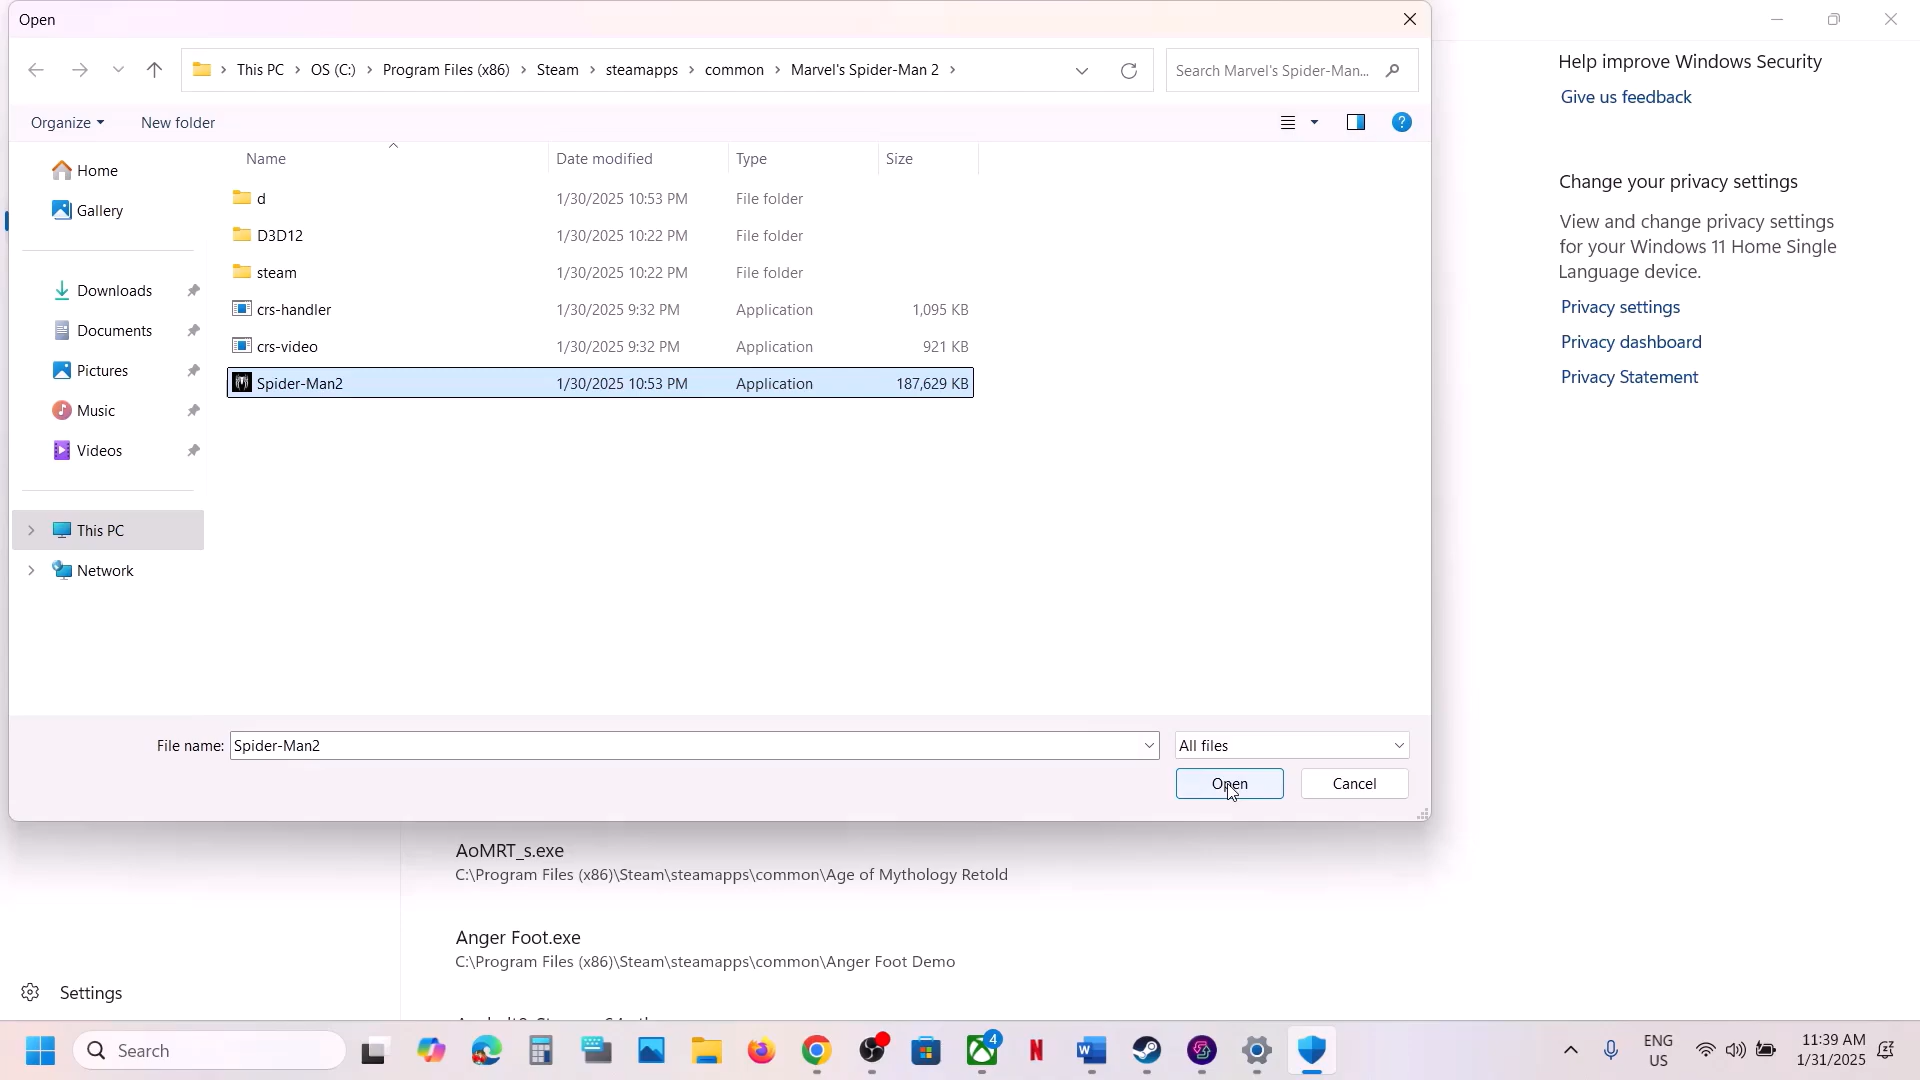 Open
This PC > OS (C:) > Program Files (x86) > Steam > steamapps > common > Marvel's Spider-Man 2 >
Search Marvel's Spider-Man...
Organize
New folder
Name Date modified Type Size
Home
Gallery
Downloads
Documents
Pictures
Music
Videos
This PC
Network
d 1/30/2025 10:53 PM File folder
D3D12 1/30/2025 10:22 PM File folder
steam 1/30/2025 10:22 PM File folder
crs-handler 1/30/2025 9:32 PM Application 1,095 KB
crs-video 1/30/2025 9:32 PM Application 921 KB
Spider-Man2 1/30/2025 10:53 PM Application 187,629 KB
File name: Spider-Man2
All files
Open
Cancel
Help improve Windows Security
Give us feedback
Change your privacy settings
View and change privacy settings
for your Windows 11 Home Single
Language device.
Privacy settings
Privacy dashboard
Privacy Statement
AoMRT_s.exe
C:\Program Files (x86)\Steam\steamapps\common\Age of Mythology Retold
Anger Foot.exe
C:\Program Files (x86)\Steam\steamapps\common\Anger Foot Demo
Settings
Search
4
ENG
US
11:39 AM
1/31/2025